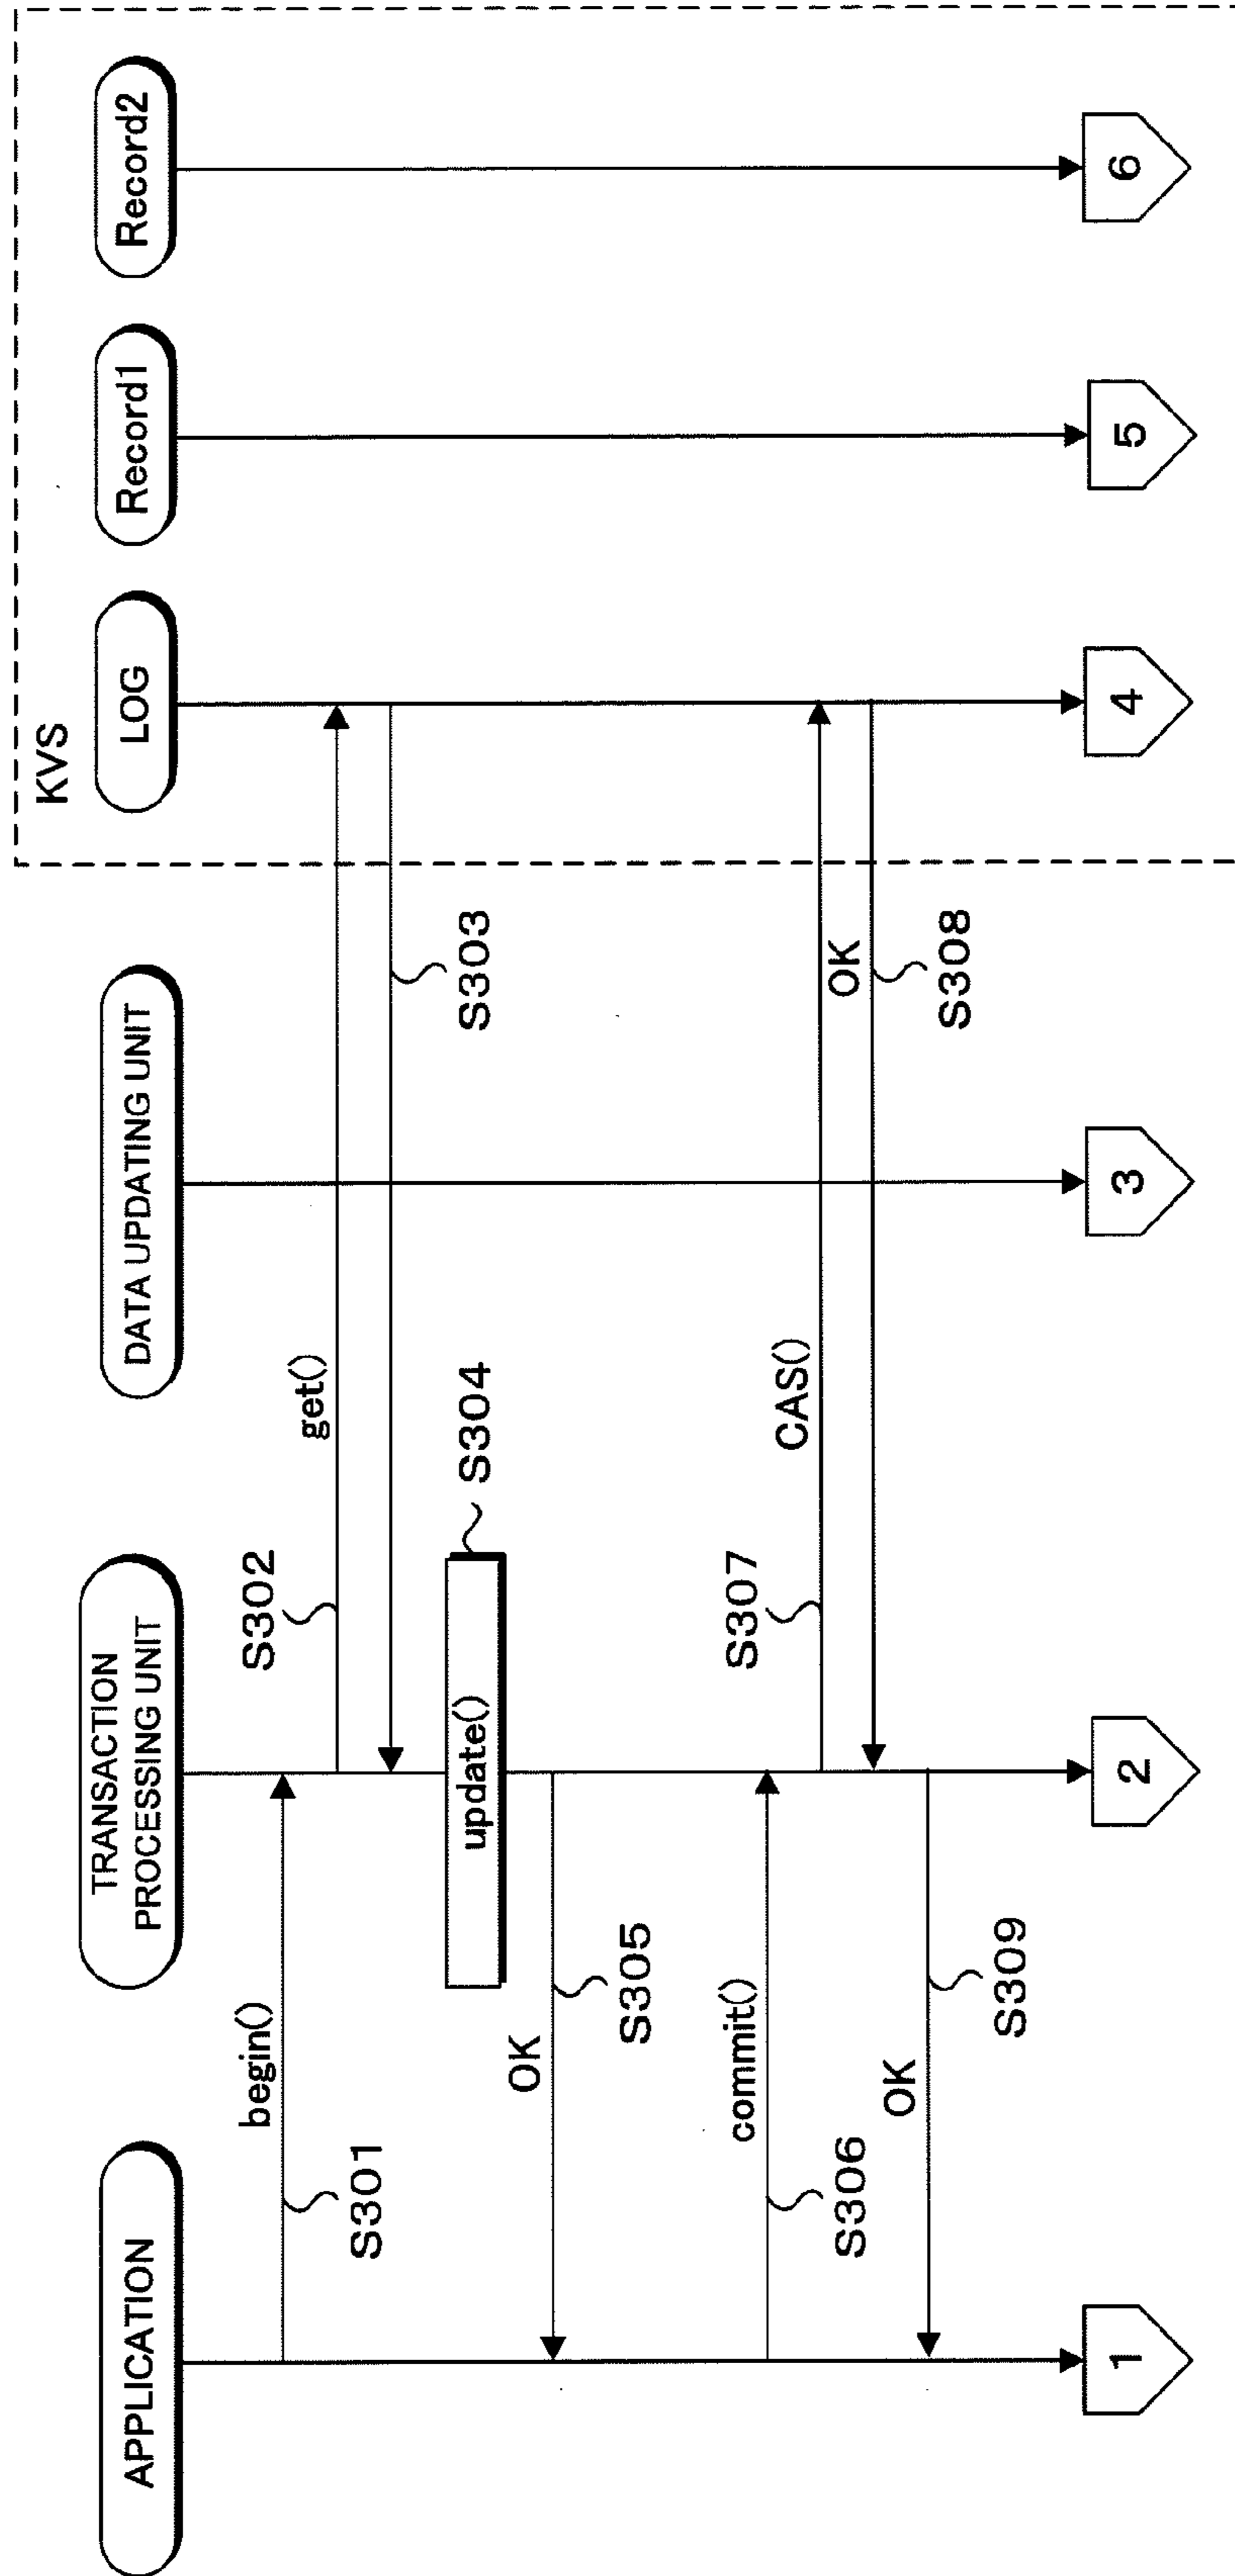 KVS
APPLICATION
TRANSACTION
PROCESSING UNIT
DATA UPDATING UNIT
LOG
Record1
Record2
begin()
S301
S302
get()
S303
update()
S304
OK
S305
commit()
S306
S307
CAS()
OK
S308
OK
S309
1
2
3
4
5
6